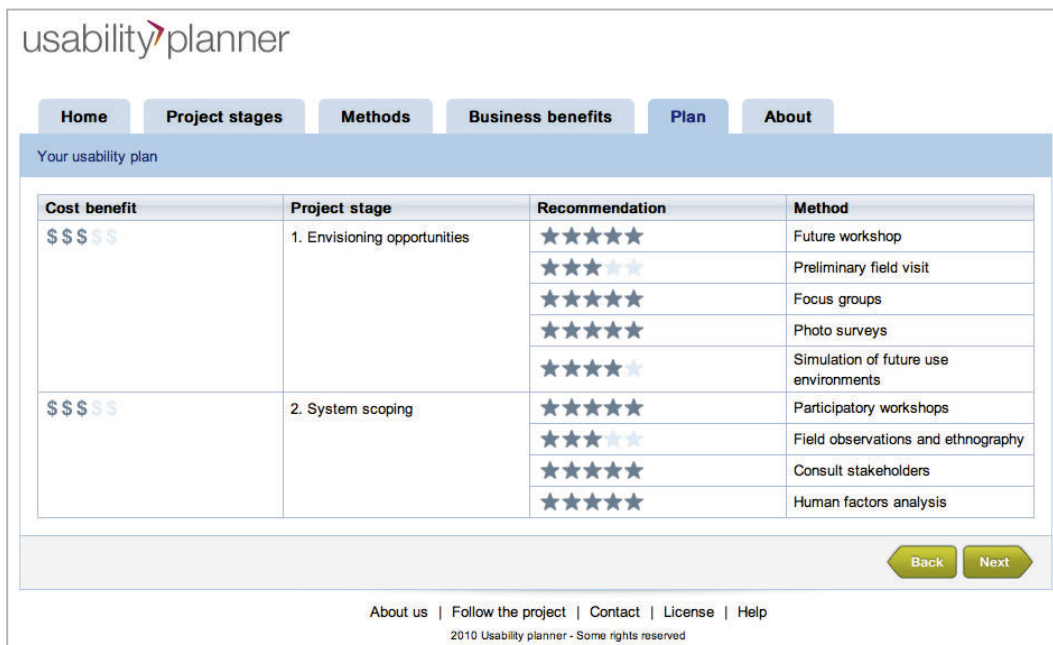 usability planner
Home Project stages Methods Business benefits Plan About
Your usability plan
Cost benefit Project stage Recommendation Method
$$$$$ 1. Envisioning opportunities ★★★★★ Future workshop
★★★★★ Preliminary field visit
★★★★★ Focus groups
★★★★★ Photo surveys
★★★★★ Simulation of future use
environments
$$$$$ 2. System scoping ★★★★★ Participatory workshops
★★★★★ Field observations and ethnography
★★★★★ Consult stakeholders
★★★★★ Human factors analysis
Back Next
About us | Follow the project | Contact | License | Help
2010 Usability planner - Some rights reserved